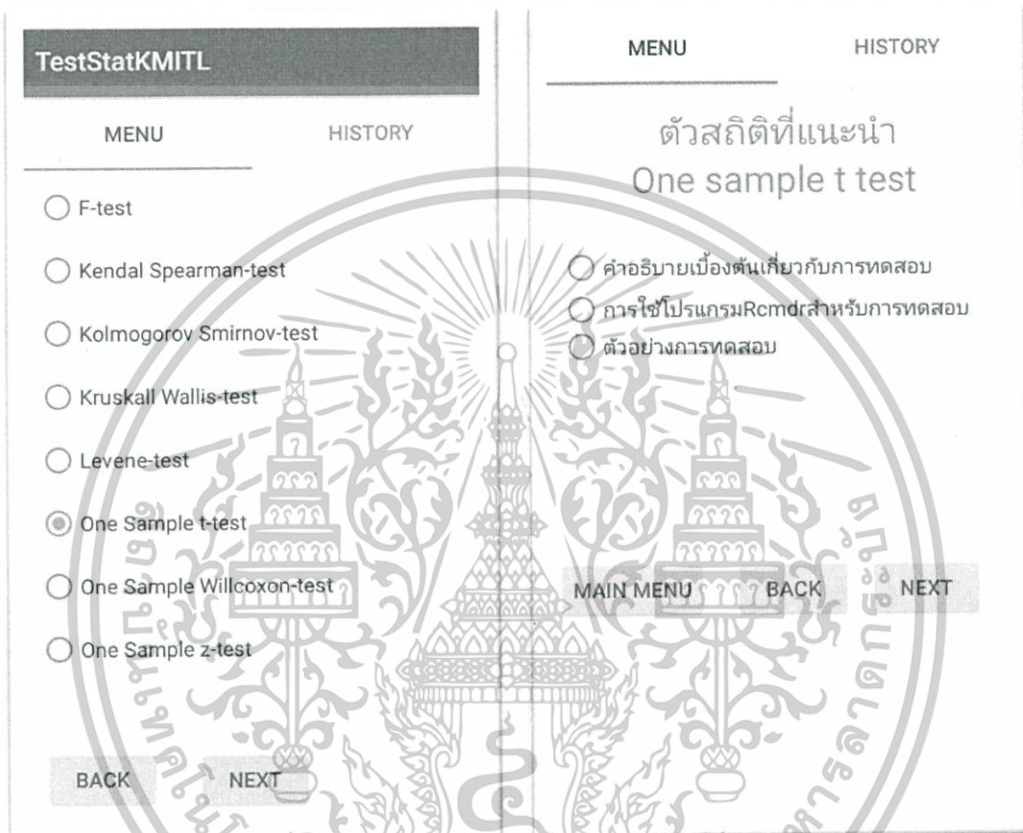 TestStatKMITL
MENU HISTORY
F-test
Kendal Spearman-test
Kolmogorov Smirnov-test
Kruskall Wallis-test
Levene-test
One Sample t-test
One Sample Willcoxon-test
One Sample z-test
BACK NEXT
MENU HISTORY
ตัวสถิติที่แนะนำ
One sample t test
คำอธิบายเบื้องต้นเกี่ยวกับการทดสอบ
การใช้โปรแกรมRcmdrสำหรับการทดสอบ
ตัวอย่างการทดสอบ
MAIN MENU BACK NEXT